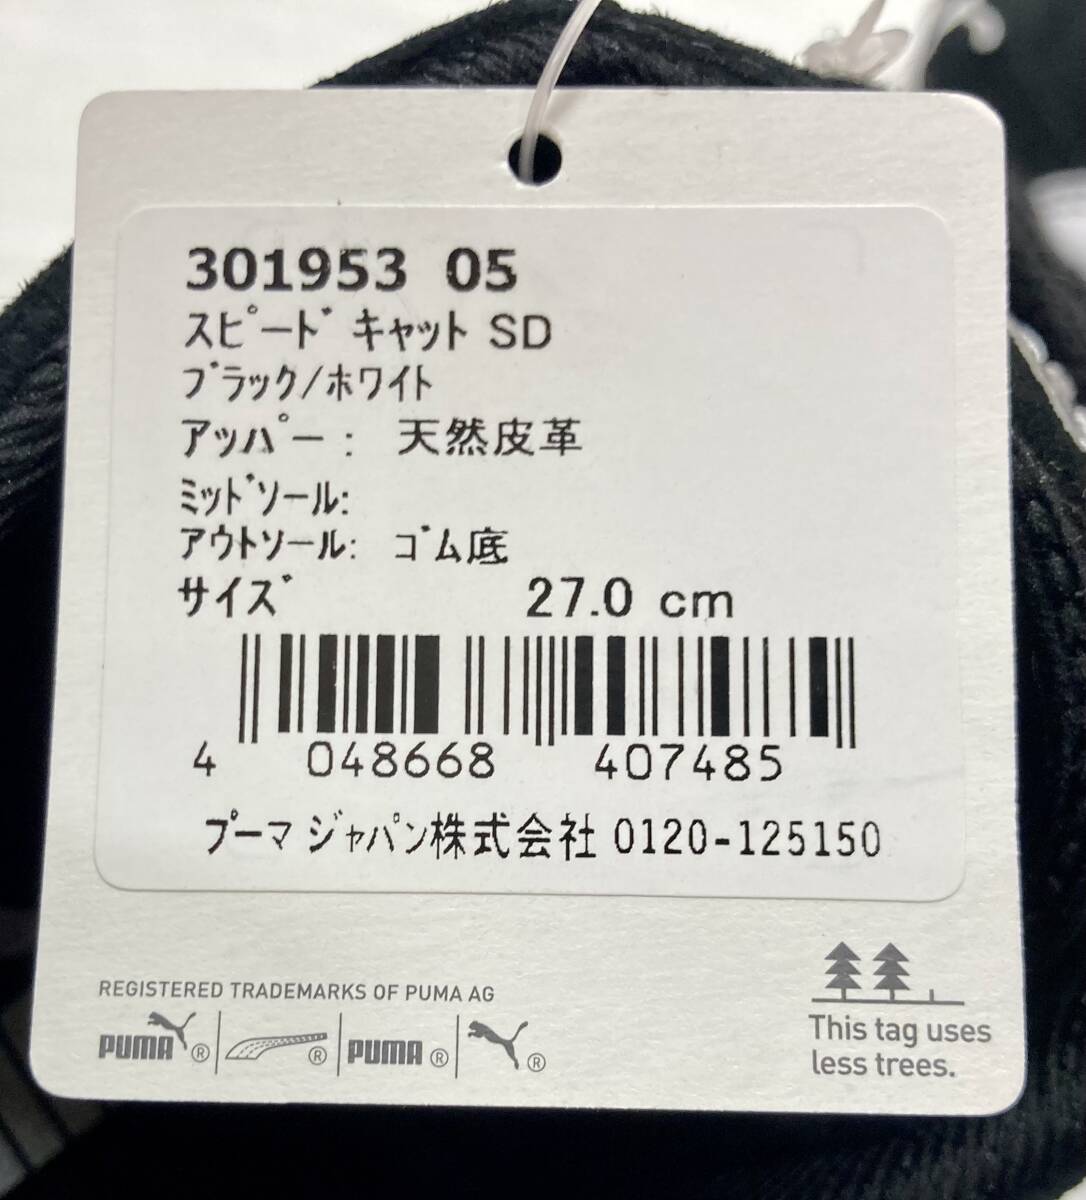 301953 05
スピード キャット SD
ブラック/ホワイト
アッパー : 天然皮革
ミッドソール:
アウトソール: ゴム底
サイズ 27.0 cm
4 048668 407485
プーマ ジャパン株式会社 0120-125150
REGISTERED TRADEMARKS OF PUMA AG
PUMA ® ® PUMA ® ®
This tag uses
less trees.